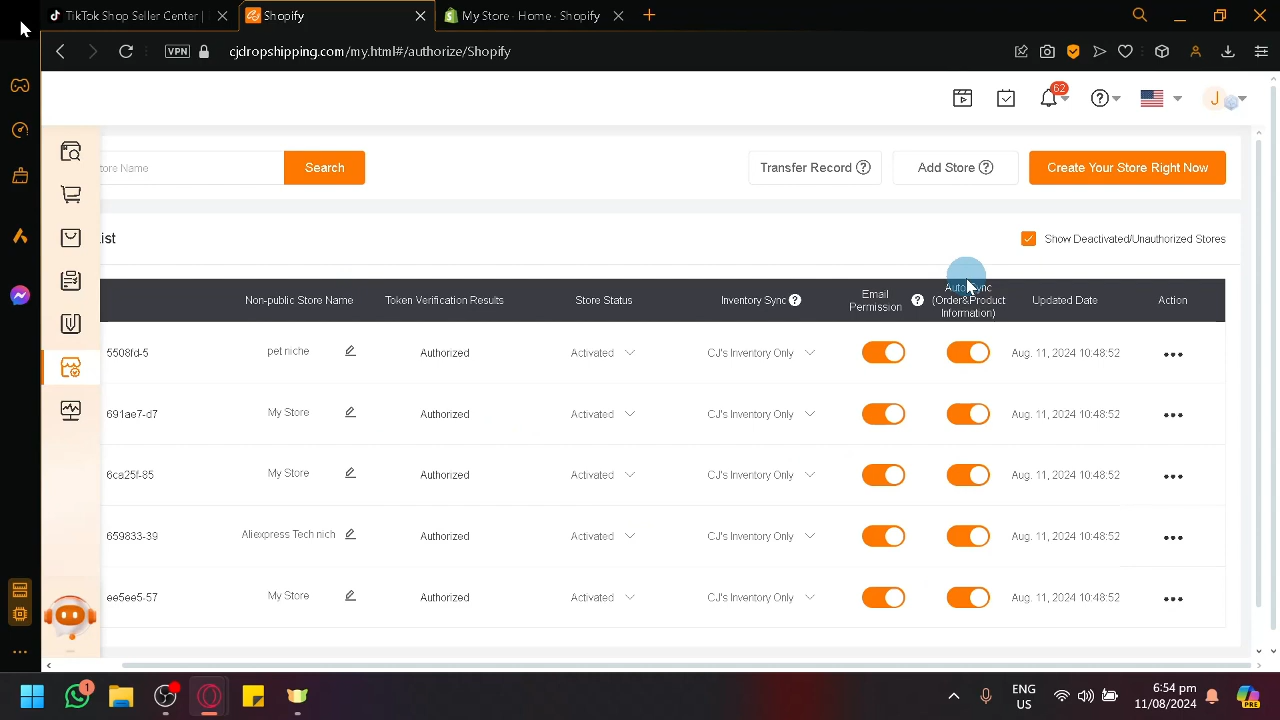 TikTok Shop Seller Center
Shopify
My Store · Home · Shopify
VPN
cjdropshipping.com/my.html#/authorize/Shopify
62
J
tore Name
Search
Transfer Record
Add Store
Create Your Store Right Now
List
Show Deactivated/Unauthorized Stores
Non-public Store Name
Token Verification Results
Store Status
Inventory Sync
Email
Permission
Auto Sync
(Order&Product
Information)
Updated Date
Action
5508fd-5
pet niche
Authorized
Activated
CJ's Inventory Only
Aug. 11, 2024 10:48:52
691ae7-d7
My Store
Authorized
Activated
CJ's Inventory Only
Aug. 11, 2024 10:48:52
6ca25f-85
My Store
Authorized
Activated
CJ's Inventory Only
Aug. 11, 2024 10:48:52
659833-39
Aliexpress Tech nich
Authorized
Activated
CJ's Inventory Only
Aug. 11, 2024 10:48:52
ee5ee5-57
My Store
Authorized
Activated
CJ's Inventory Only
Aug. 11, 2024 10:48:52
1
ENG
US
6:54 pm
11/08/2024
PRE